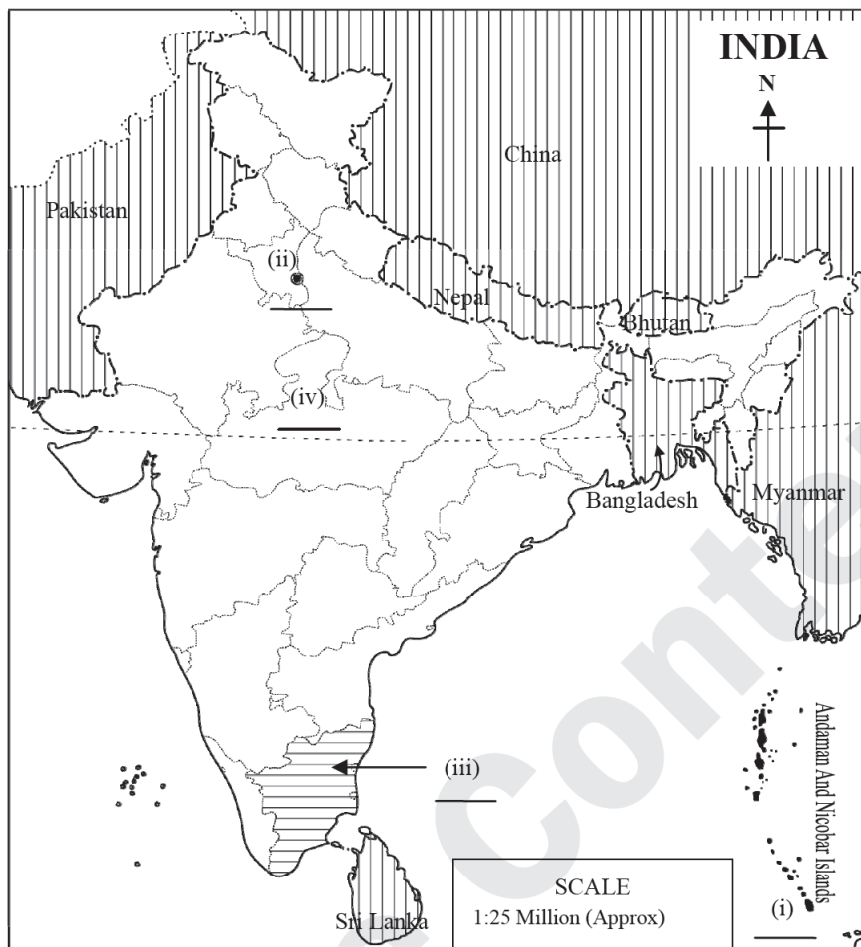 INDIA
N
China
Pakistan
(ii)
Nepal
Bhutan
(iv)
Bangladesh
Myanmar
Andaman And Nicobar Islands
(iii)
SCALE
1:25 Million (Approx)
(i)
Sri Lanka